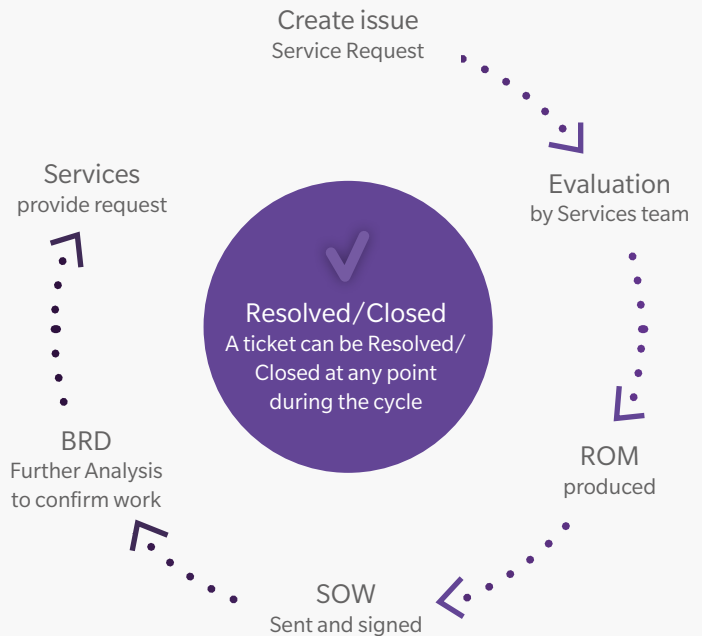 Create issue
Service Request
Evaluation
by Services team
ROM
produced
SOW
Sent and signed
BRD
Further Analysis
to confirm work
Services
provide request
Resolved/Closed
A ticket can be Resolved/
Closed at any point
during the cycle